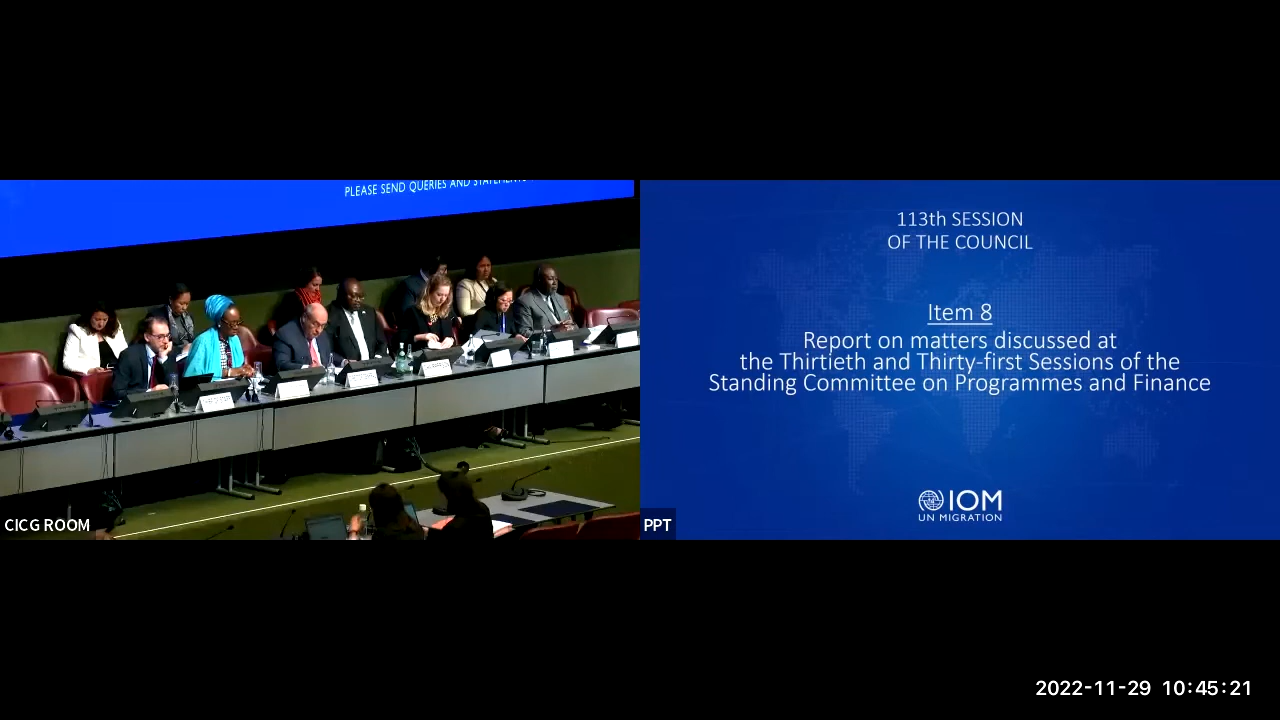 PLEASE SEND QUERIES AND STATEMENTS
CICG ROOM
113th SESSION
OF THE COUNCIL
Item 8
Report on matters discussed at
the Thirtieth and Thirty-first Sessions of the
Standing Committee on Programmes and Finance
IOM
UN MIGRATION
PPT
2022-11-29 10:45:21